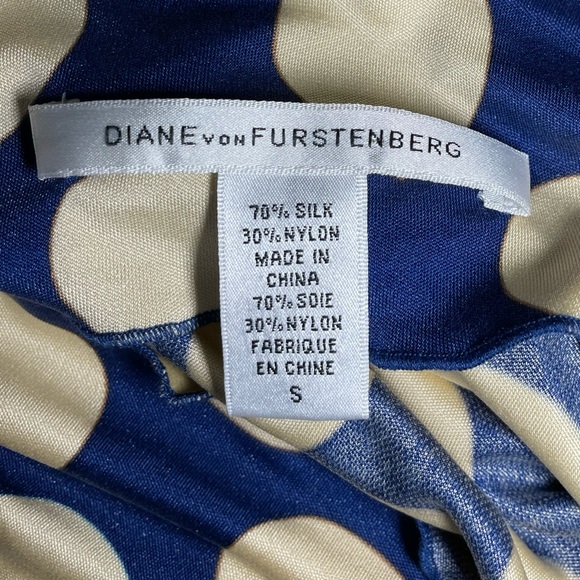 DIANE VON FURSTENBERG
70% SILK
30% NYLON
MADE IN
CHINA
70% SOIE
30% NYLON
FABRIQUE
EN CHINE
S